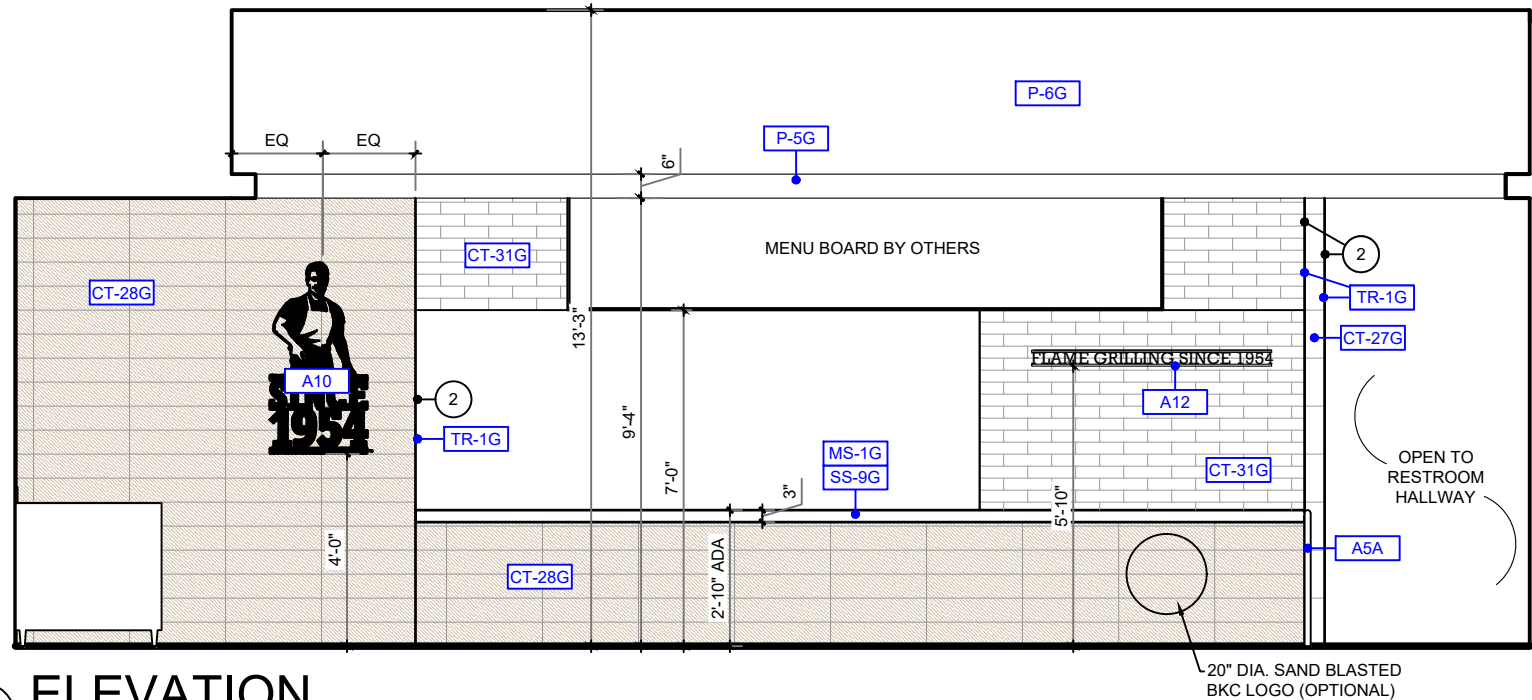 P-6G
EQ
EQ
P-5G
6"
CT-31G
MENU BOARD BY OTHERS
CT-28G
2
TR-1G
13'-3"
CT-27G
FLAME GRILLING SINCE 1954
A10
1954
A12
2
9'-4"
TR-1G
MS-1G
SS-9G
CT-31G
OPEN TO
RESTROOM
HALLWAY
7'-0"
3"
5'-10"
4'-0"
A5A
CT-28G
2'-10" ADA
20" DIA. SAND BLASTED
BKC LOGO (OPTIONAL)
ELEVATION